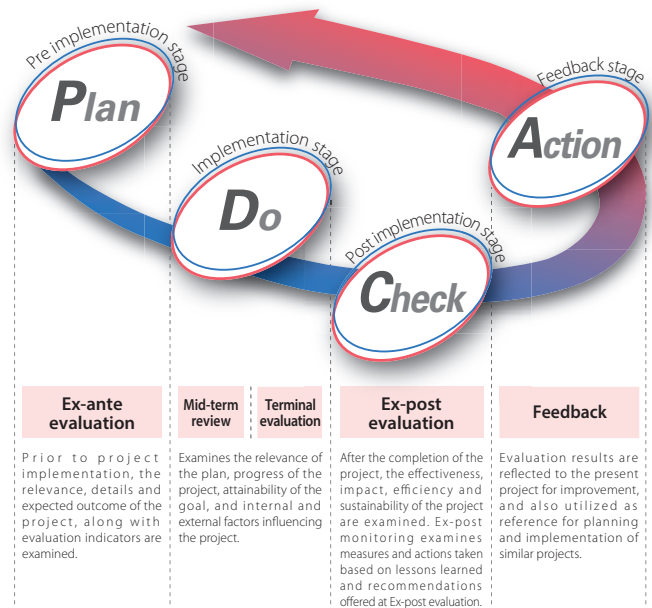 Pre implementation stage
Plan
Implementation stage
Do
Post implementation stage
Check
Feedback stage
Action
Ex-ante
evaluation
Prior to project
implementation, the
relevance, details and
expected outcome of the
project, along with
evaluation indicators are
examined.
Mid-term
review
Terminal
evaluation
Examines the relevance of
the plan, progress of the
project, attainability of the
goal, and internal and
external factors influencing
the project.
Ex-post
evaluation
After the completion of the
project, the effectiveness,
impact, efficiency and
sustainability of the project
are examined. Ex-post
monitoring examines
measures and actions taken
based on lessons learned
and recommendations
offered at Ex-post evaluation.
Feedback
Evaluation results are
reflected to the present
project for improvement,
and also utilized as
reference for planning
and implementation of
similar projects.